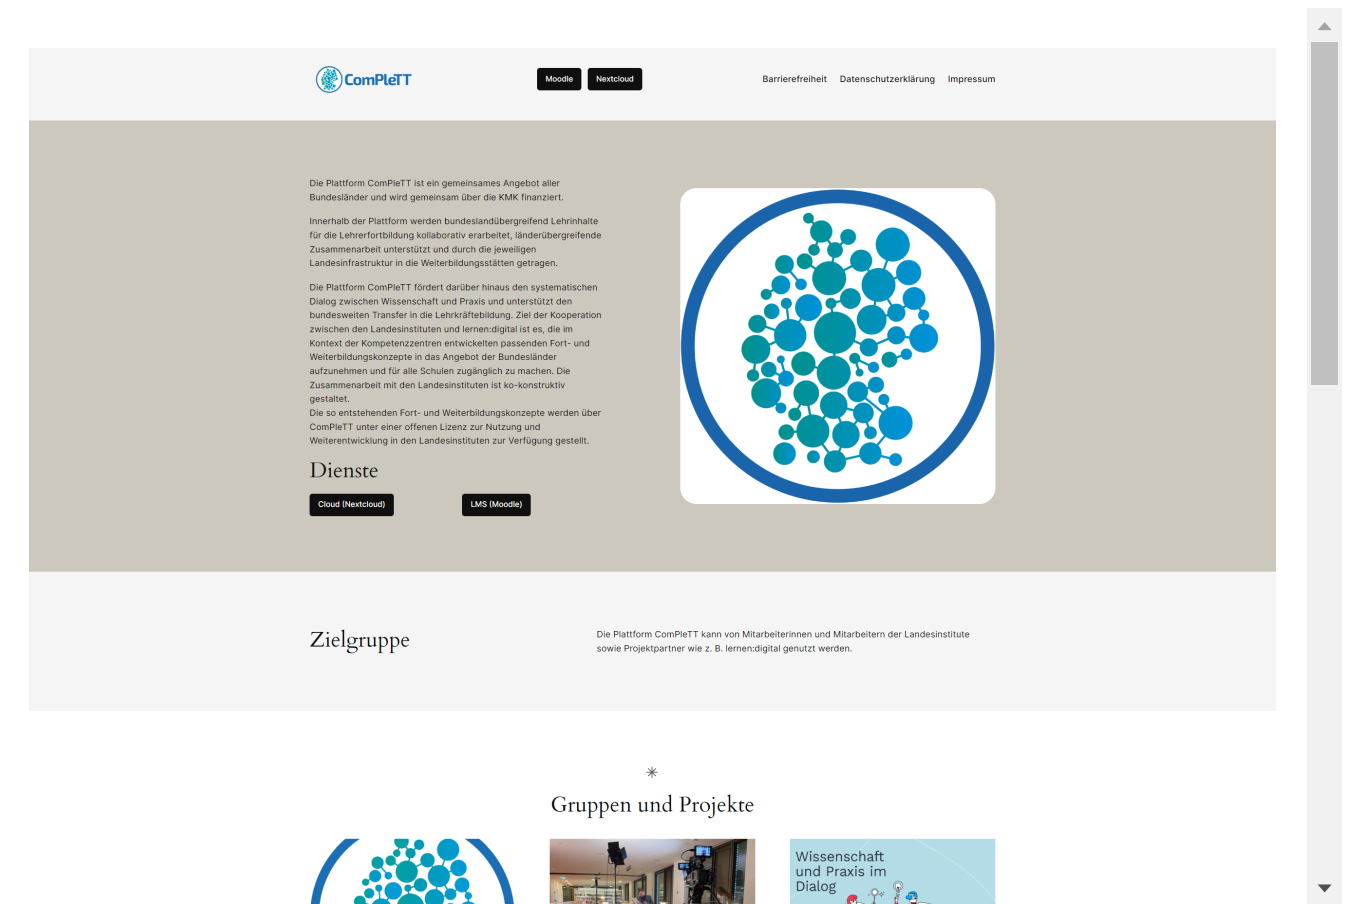 ComPleTT
Moodle
Nextcloud
Barrierefreiheit
Datenschutzerklärung
Impressum
Die Plattform ComPleTT ist ein gemeinsames Angebot aller
Bundesländer und wird gemeinsam über die KMK finanziert.
Innerhalb der Plattform werden bundeslandübergreifend Lehrinhalte
für die Lehrerfortbildung kollaborativ erarbeitet, länderübergreifende
Zusammenarbeit unterstützt und durch die jeweiligen
Landesinfrastruktur in die Weiterbildungsstätten getragen.
Die Plattform ComPleTT fördert darüber hinaus den systematischen
Dialog zwischen Wissenschaft und Praxis und unterstützt den
bundesweiten Transfer in die Lehrkräftebildung. Ziel der Kooperation
zwischen den Landesinstituten und lernen:digital ist es, die im
Kontext der Kompetenzzentren entwickelten passenden Fort- und
Weiterbildungskonzepte in das Angebot der Bundesländer
aufzunehmen und für alle Schulen zugänglich zu machen. Die
Zusammenarbeit mit den Landesinstituten ist ko-konstruktiv
gestaltet.
Die so entstehenden Fort- und Weiterbildungskonzepte werden über
ComPleTT unter einer offenen Lizenz zur Nutzung und
Weiterentwicklung in den Landesinstituten zur Verfügung gestellt.
Dienste
Cloud (Nextcloud)
LMS (Moodle)
Zielgruppe
Die Plattform ComPleTT kann von Mitarbeiterinnen und Mitarbeitern der Landesinstitute
sowie Projektpartner wie z. B. lernen:digital genutzt werden.
Gruppen und Projekte
Wissenschaft
und Praxis im
Dialog